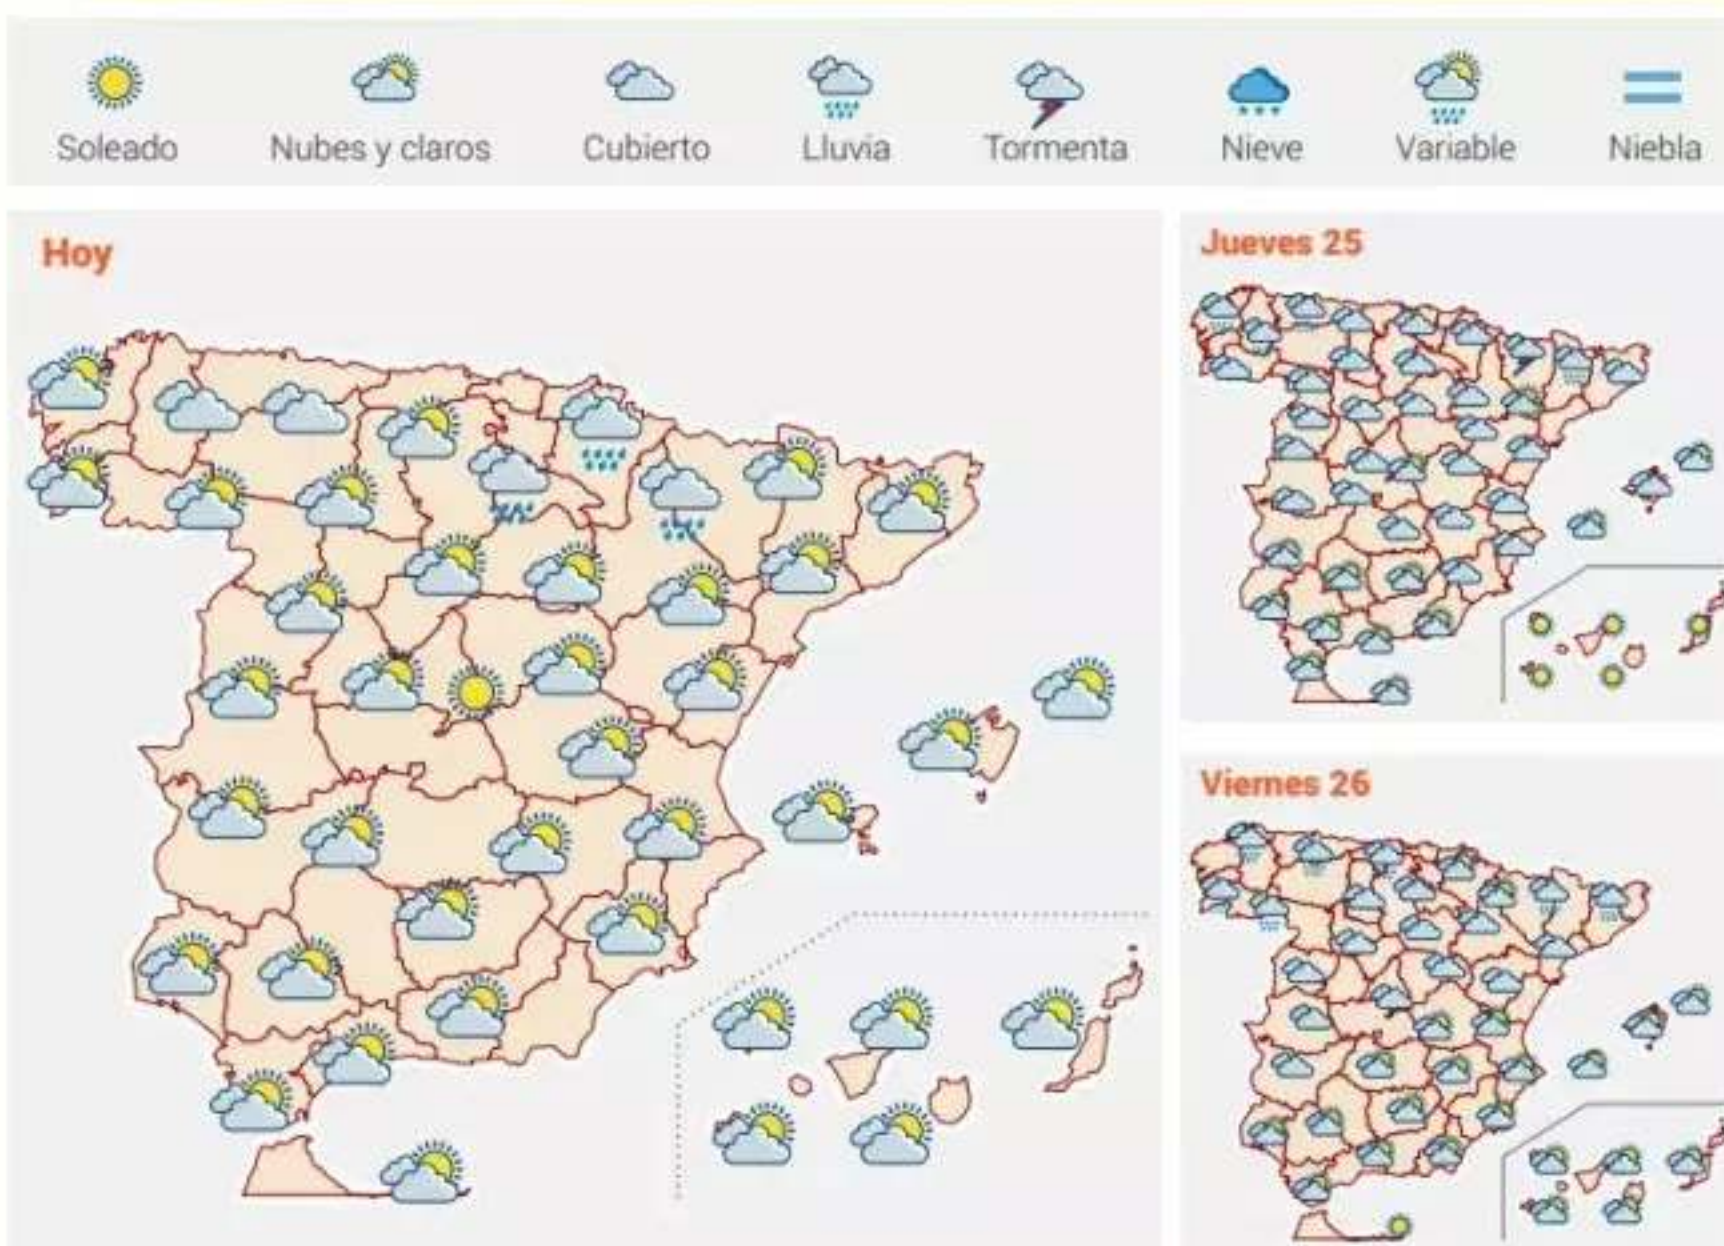 Soleado
Nubes y claros
Cubierto
Lluvia
Tormenta
Nieve
Variable
Niebla
Hoy
Jueves 25
Viernes 26